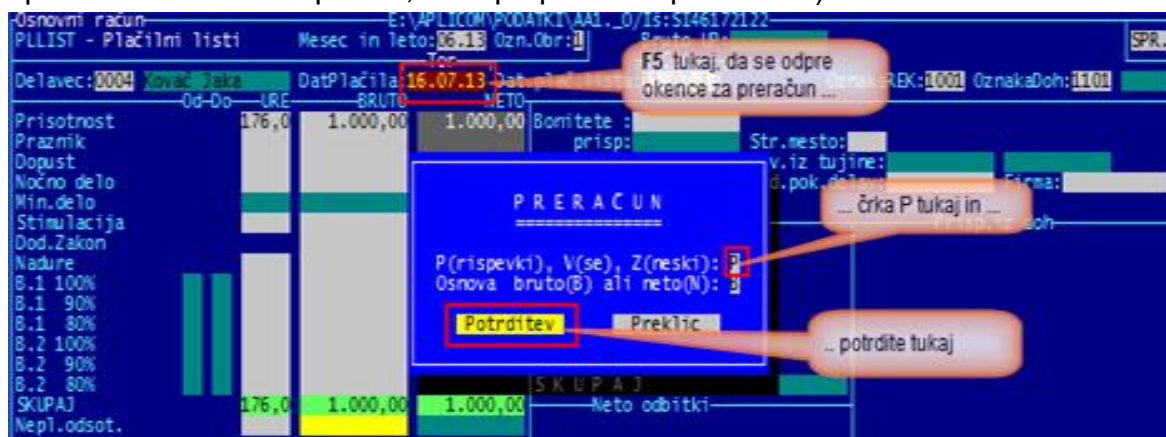 Osnovni račun E:\APLICOM\PODATKI\AA1._O/Is:SI46172122
PLLIST - Plačilni listi Mesec in leto:06.13 Ozn.Obr:1 SPR.
Delavec:0004 Kovač Jaka DatPlačila:16.07.13 REK:1001 OznakaDoh:1101
F5 tukaj, da se odpre
okence za preračun ...
Od-Do URE BRUTO NETO
Prisotnost 176,0 1.000,00 1.000,00 Bonitete :
Praznik prisp: Str.mesto:
Dopust v.iz tujine:
Nočno delo Firma:
Min.delo
Stimulacija
Dod.Zakon
Nadure
B.1 100%
B.1 90%
B.1 80%
B.2 100%
B.2 90%
B.2 80%
SKUPAJ
SKUPAJ 176,0 1.000,00 1.000,00 Neto odbitki
Nepl.odsot.
PRERAČUN
===============
P(rispevki), V(se), Z(neski): P
Osnova bruto(B) ali neto(N): B
Potrditev Preklic
... črka P tukaj in ...
.. potrdite tukaj